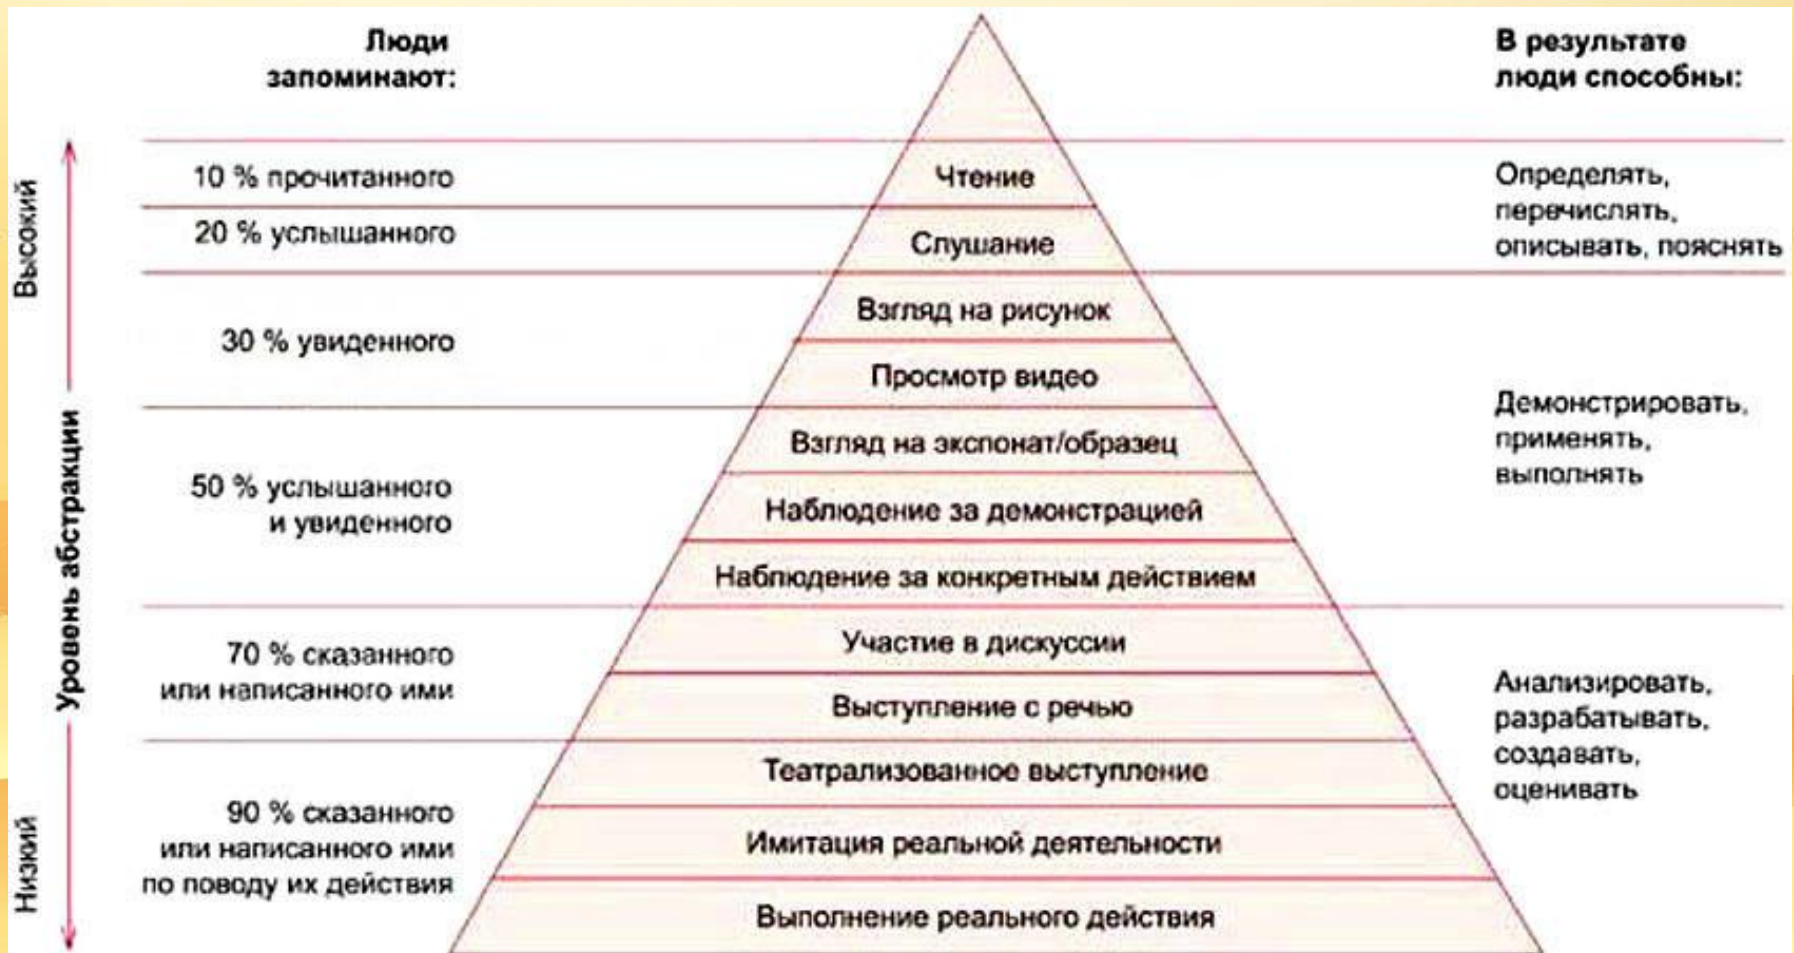 Люди
запоминают:
В результате
люди способны:
Высокий
Уровень абстракции
Низкий
10 % прочитанного
20 % услышанного
30 % увиденного
50 % услышанного
и увиденного
70 % сказанного
или написанного ими
90 % сказанного
или написанного ими
по поводу их действия
Чтение
Слушание
Взгляд на рисунок
Просмотр видео
Взгляд на экспонат/образец
Наблюдение за демонстрацией
Наблюдение за конкретным действием
Участие в дискуссии
Выступление с речью
Театрализованное выступление
Имитация реальной деятельности
Выполнение реального действия
Определять,
перечислять,
описывать, пояснять
Демонстрировать,
применять,
выполнять
Анализировать,
разрабатывать,
создавать,
оценивать